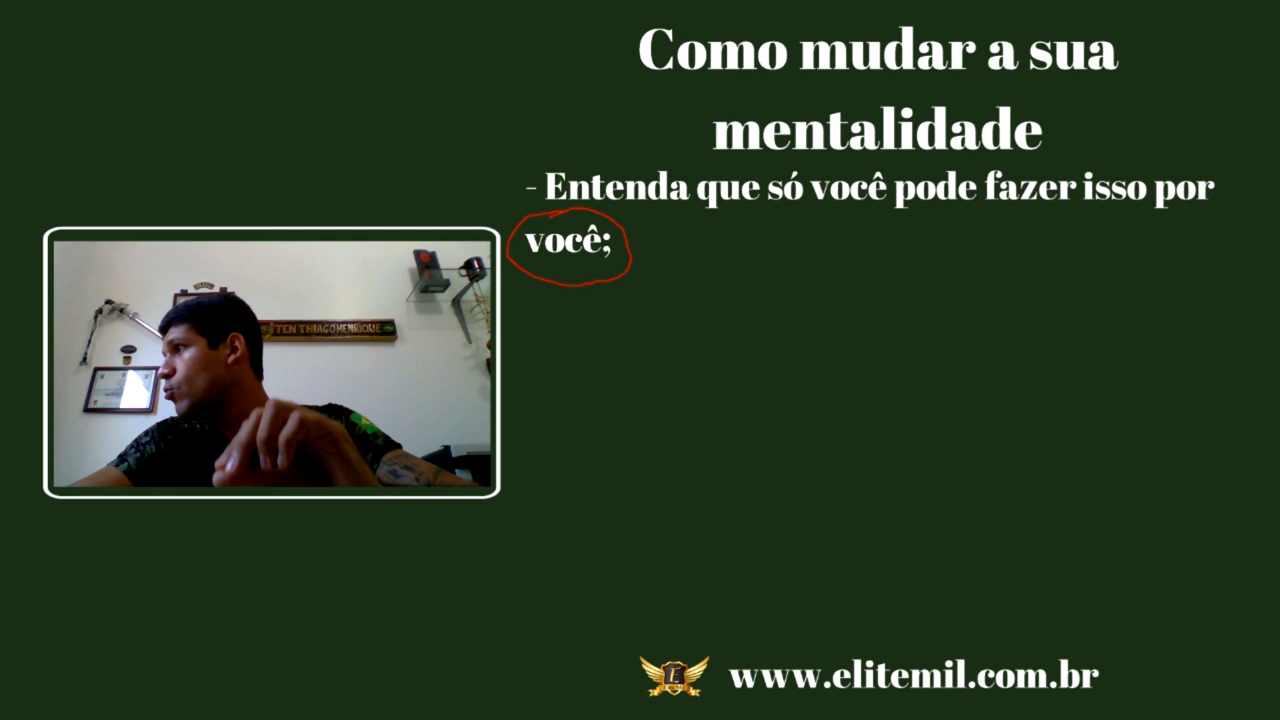 Como mudar a sua
mentalidade
- Entenda que só você pode fazer isso por
você;
TEN THIAGO HENRIQUE
www.elitemil.com.br